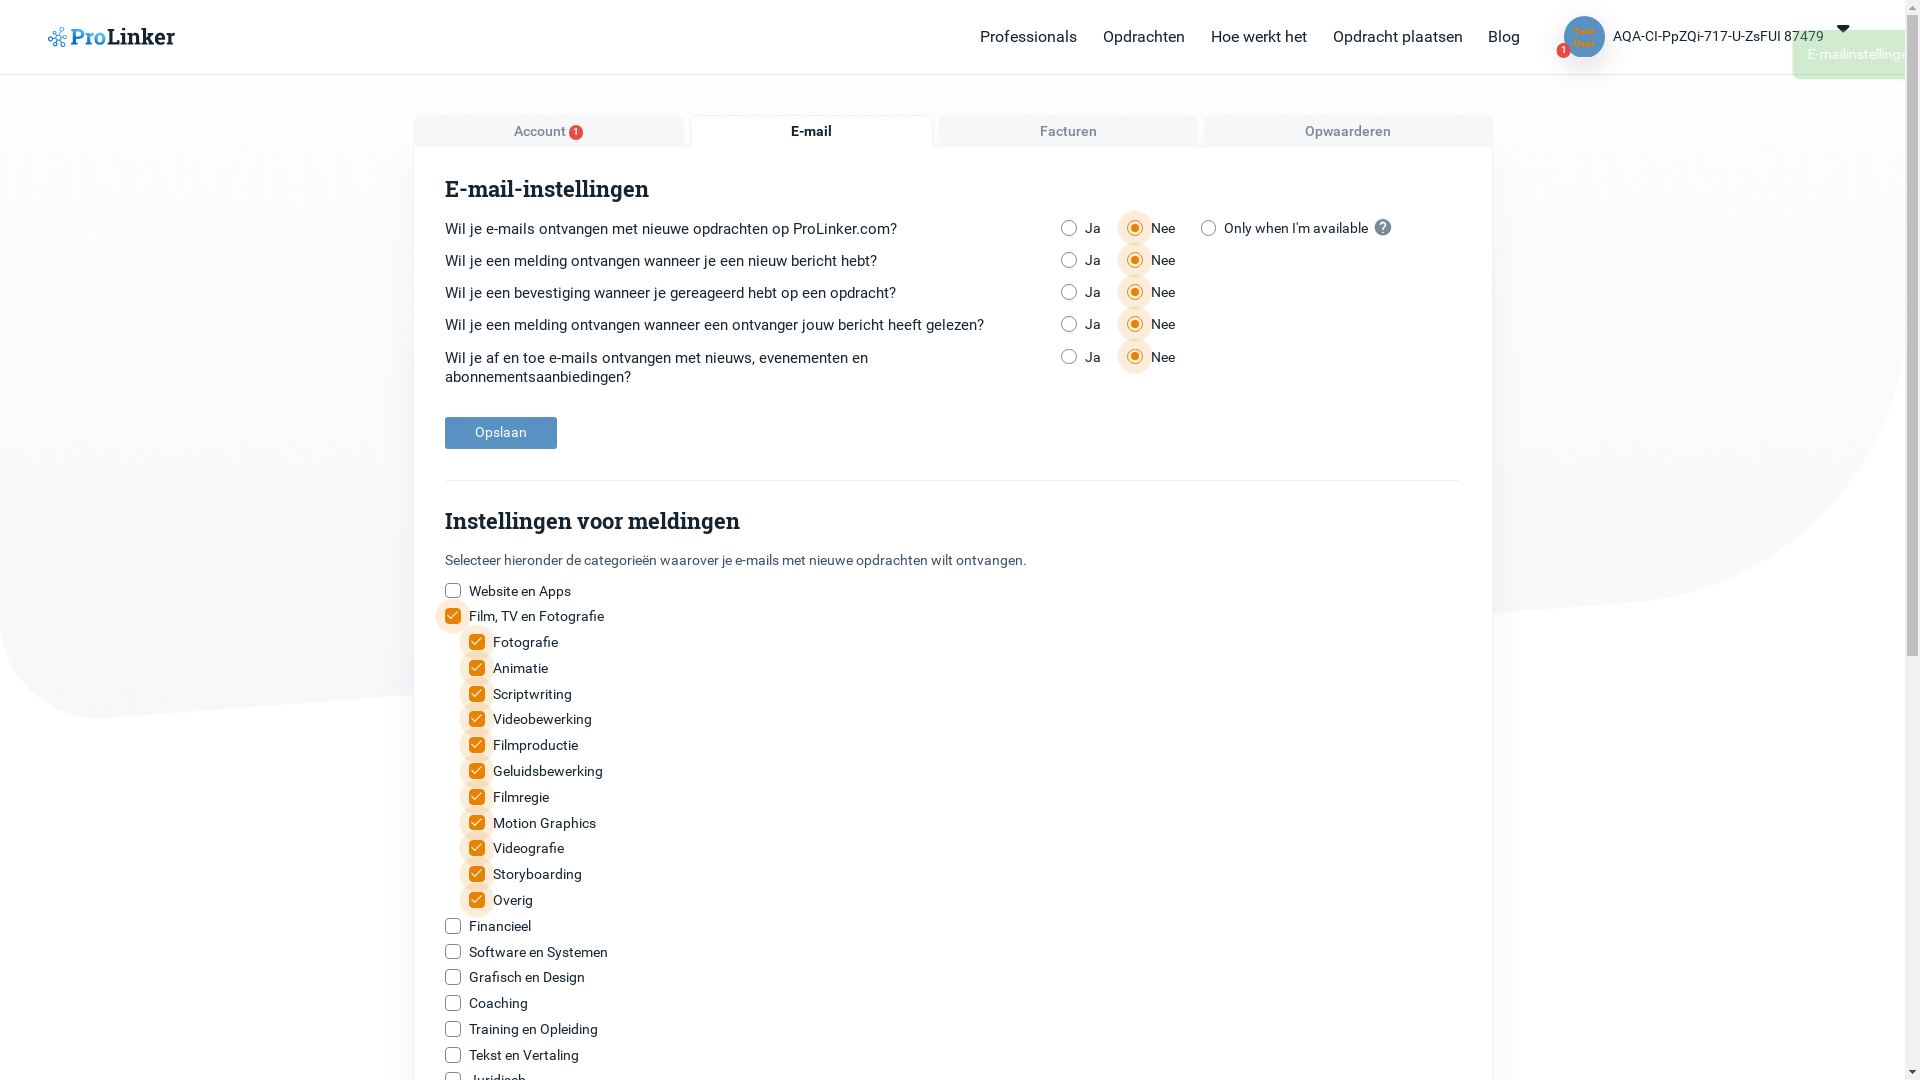 ProLinker
Professionals
Opdrachten
Hoe werkt het
Opdracht plaatsen
Blog
1
AQA-CI-PpZQi-717-U-ZsFUI 87479
Account 1
E-mail
Facturen
Opwaarderen
E-mail-instellingen
Wil je e-mails ontvangen met nieuwe opdrachten op ProLinker.com?
Ja
Nee
Only when I'm available
?
Wil je een melding ontvangen wanneer je een nieuw bericht hebt?
Ja
Nee
Wil je een bevestiging wanneer je gereageerd hebt op een opdracht?
Ja
Nee
Wil je een melding ontvangen wanneer een ontvanger jouw bericht heeft gelezen?
Ja
Nee
Wil je af en toe e-mails ontvangen met nieuws, evenementen en
abonnementsaanbiedingen?
Ja
Nee
Opslaan
Instellingen voor meldingen
Selecteer hieronder de categorieën waarover je e-mails met nieuwe opdrachten wilt ontvangen.
Website en Apps
Film, TV en Fotografie
Fotografie
Animatie
Scriptwriting
Videobewerking
Filmproductie
Geluidsbewerking
Filmregie
Motion Graphics
Videografie
Storyboarding
Overig
Financieel
Software en Systemen
Grafisch en Design
Coaching
Training en Opleiding
Tekst en Vertaling
Juridisch